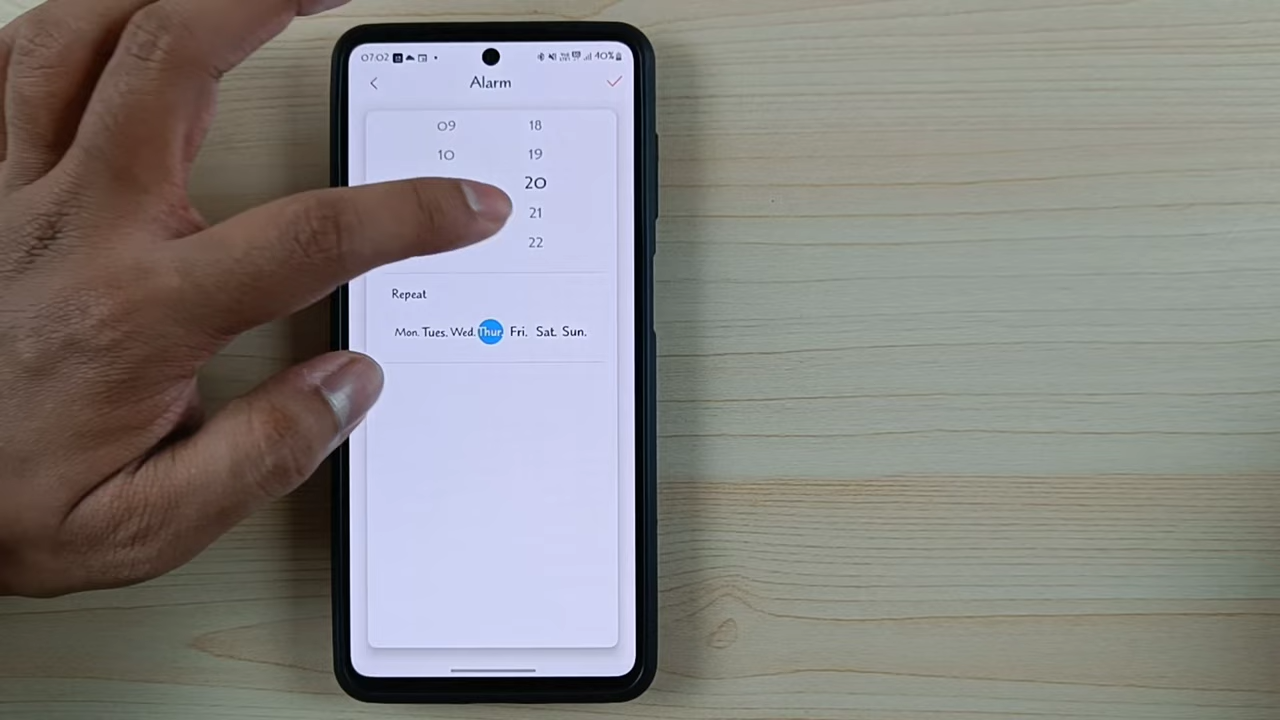 07:02 40%
Alarm
09 18
10 19
20
21
22
Repeat
Mon. Tues. Wed. Thur. Fri. Sat. Sun.